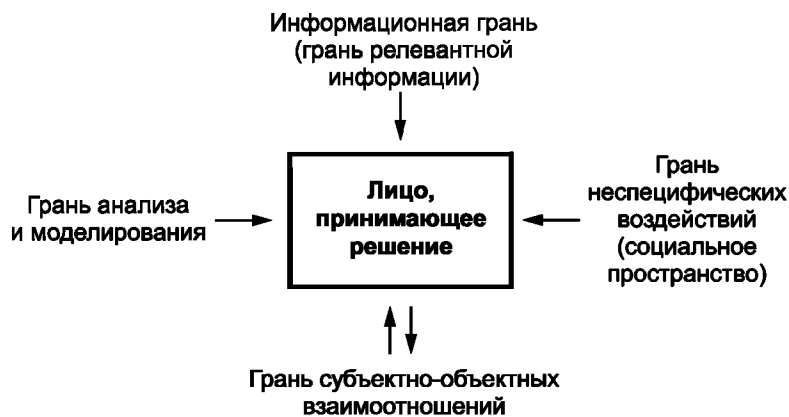 Информационная грань
(грань релевантной
информации)
Грань анализа
и моделирования
Лицо,
принимающее
решение
Грань
неспецифических
воздействий
(социальное
пространство)
Грань субъектно-объектных
взаимоотношений